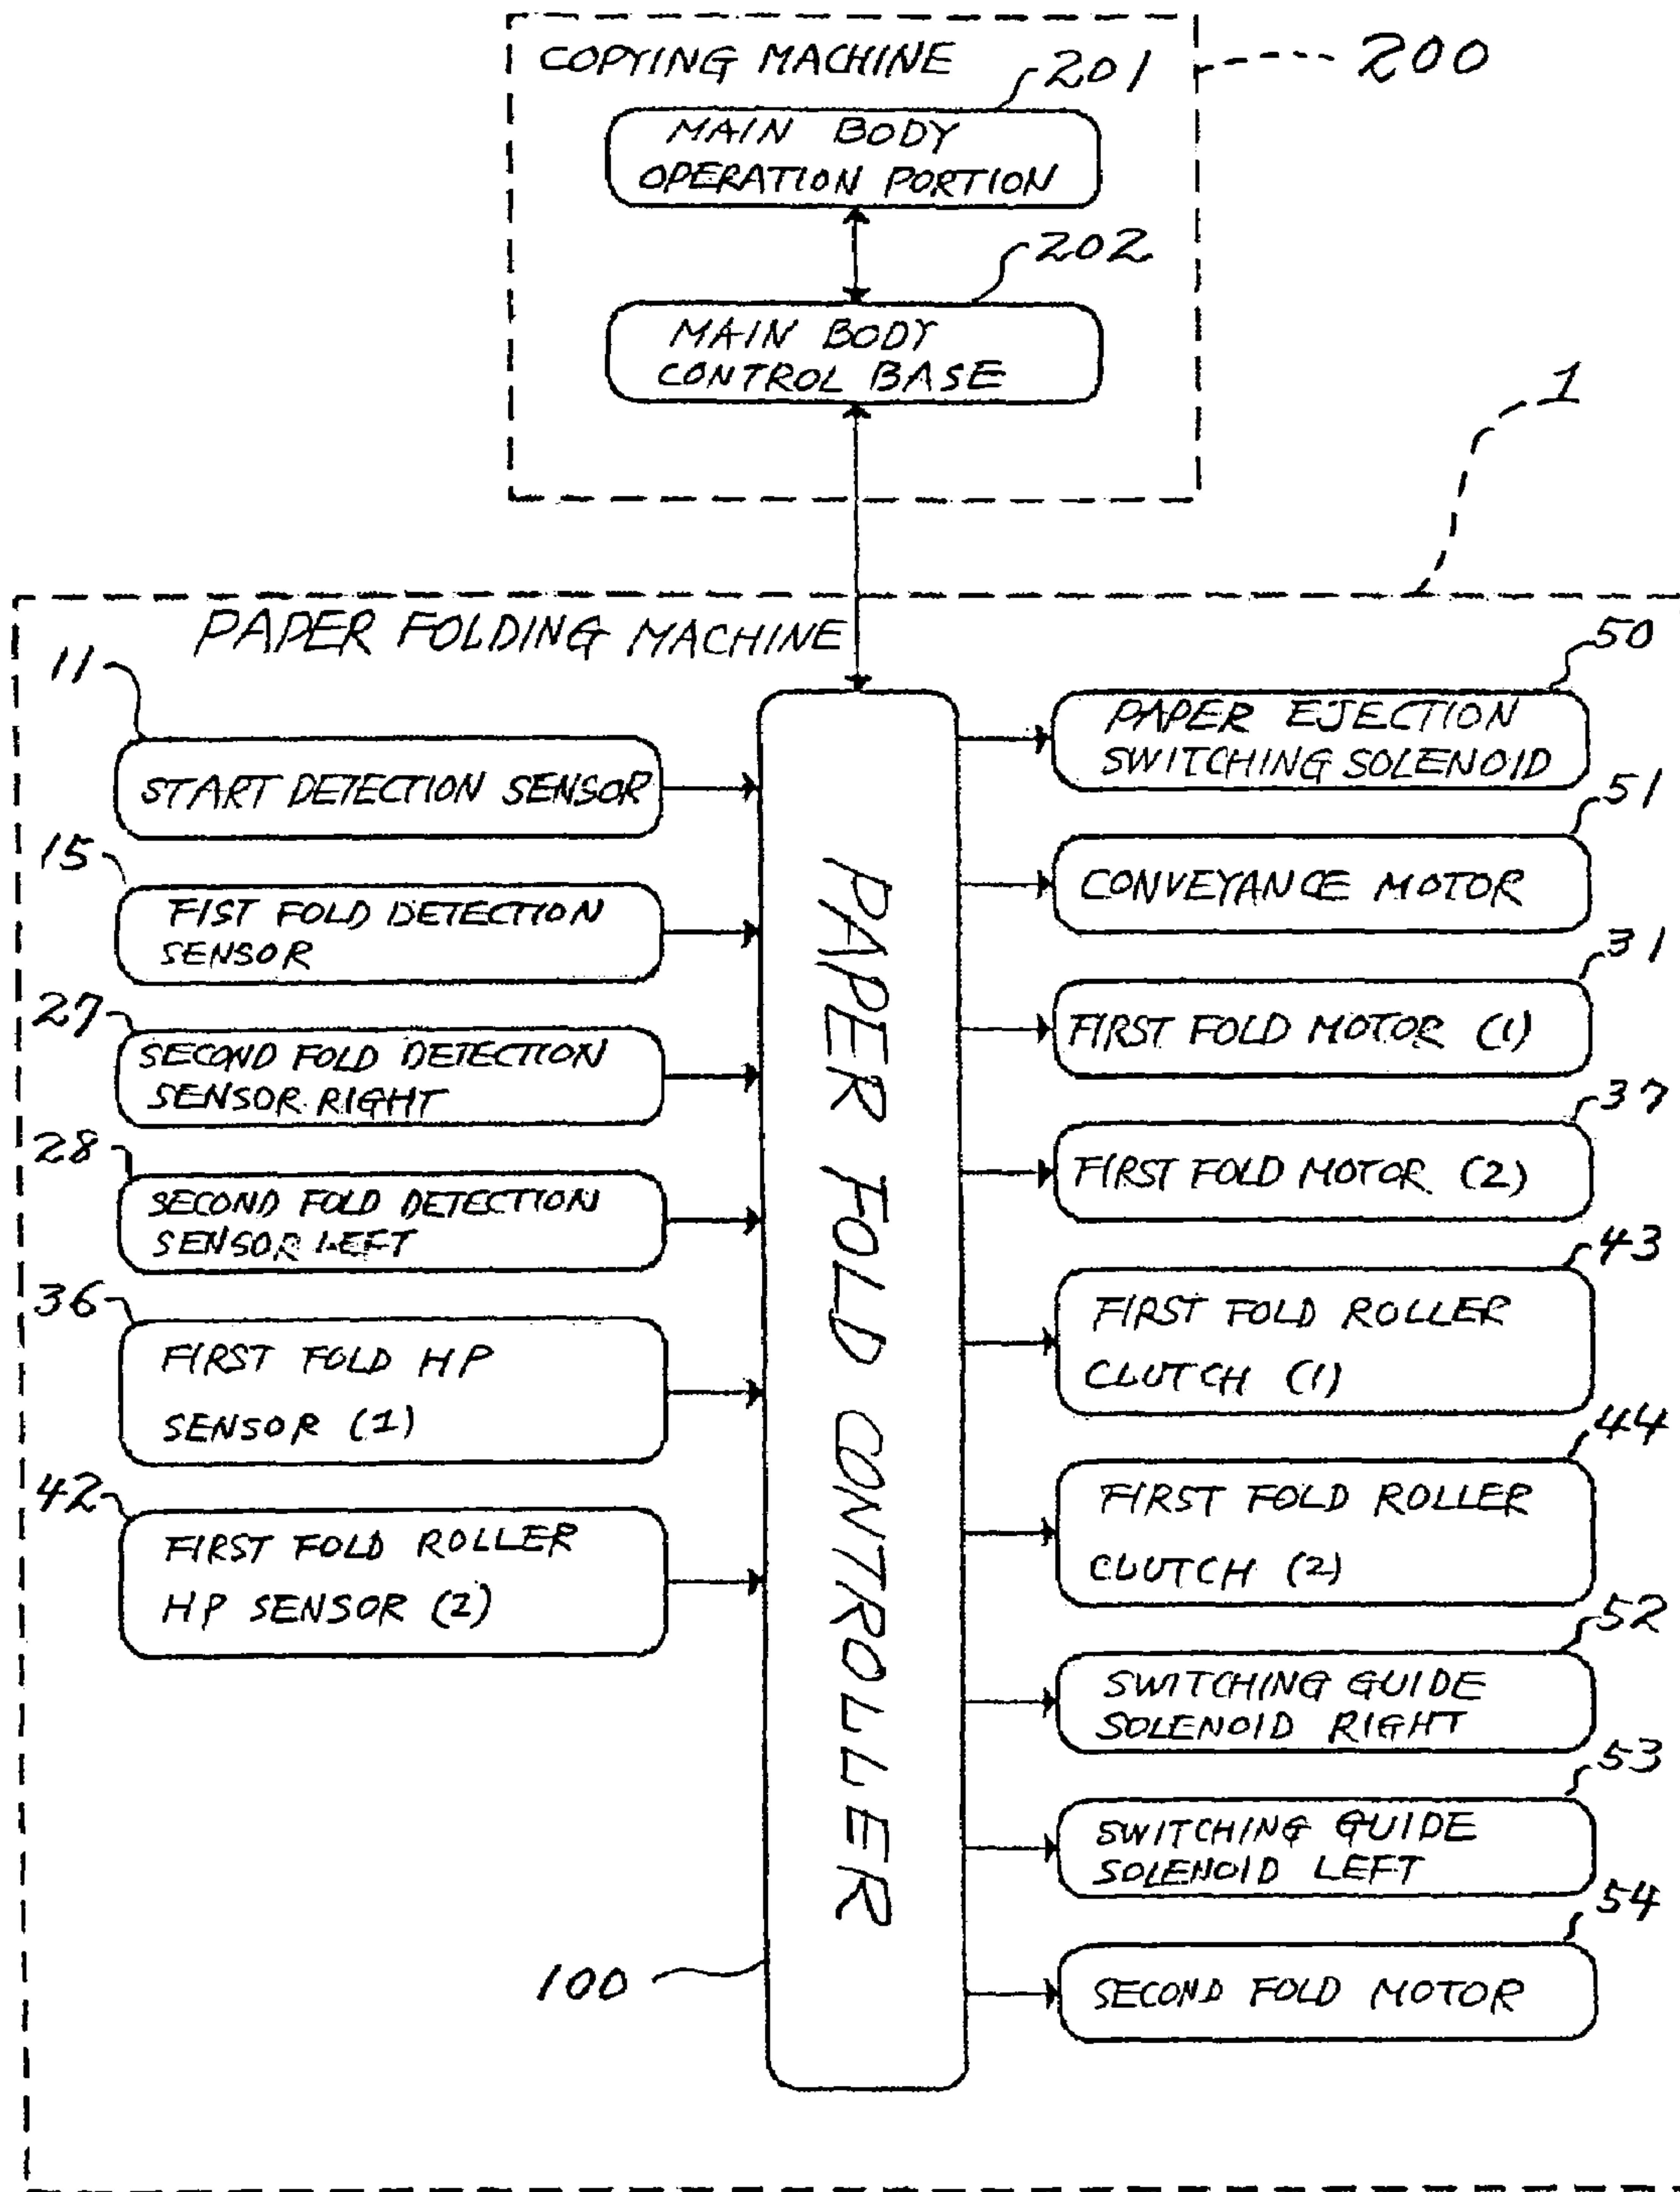 COPYING MACHINE
200
201
MAIN BODY
OPERATION PORTION
202
MAIN BODY
CONTROL BASE
1
PAPER FOLDING MACHINE
11
START DETECTION SENSOR
15
FIST FOLD DETECTION
SENSOR
27
SECOND FOLD DETECTION
SENSOR RIGHT
28
SECOND FOLD DETECTION
SENSOR LEFT
36
FIRST FOLD HP
SENSOR (1)
42
FIRST FOLD ROLLER
HP SENSOR (2)
PAPER FOLD CONTROLLER
100
50
PAPER EJECTION
SWITCHING SOLENOID
51
CONVEYANCE MOTOR
31
FIRST FOLD MOTOR (1)
37
FIRST FOLD MOTOR (2)
43
FIRST FOLD ROLLER
CLUTCH (1)
44
FIRST FOLD ROLLER
CLUTCH (2)
52
SWITCHING GUIDE
SOLENOID RIGHT
53
SWITCHING GUIDE
SOLENOID LEFT
54
SECOND FOLD MOTOR